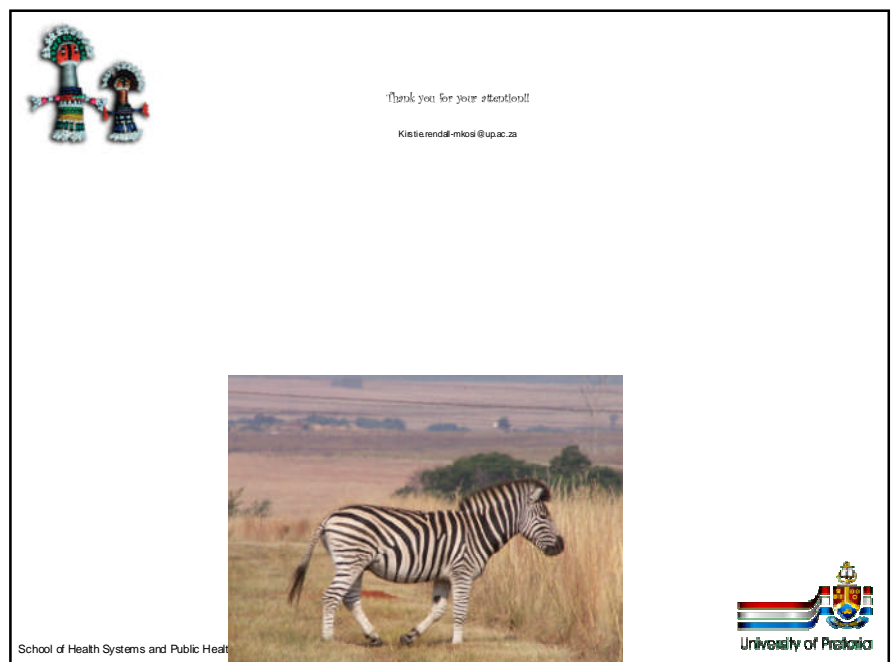 Thank you for your attention!!
Kirstie.rendall-mkosi@up.ac.za
School of Health Systems and Public Healt
University of Pretoria